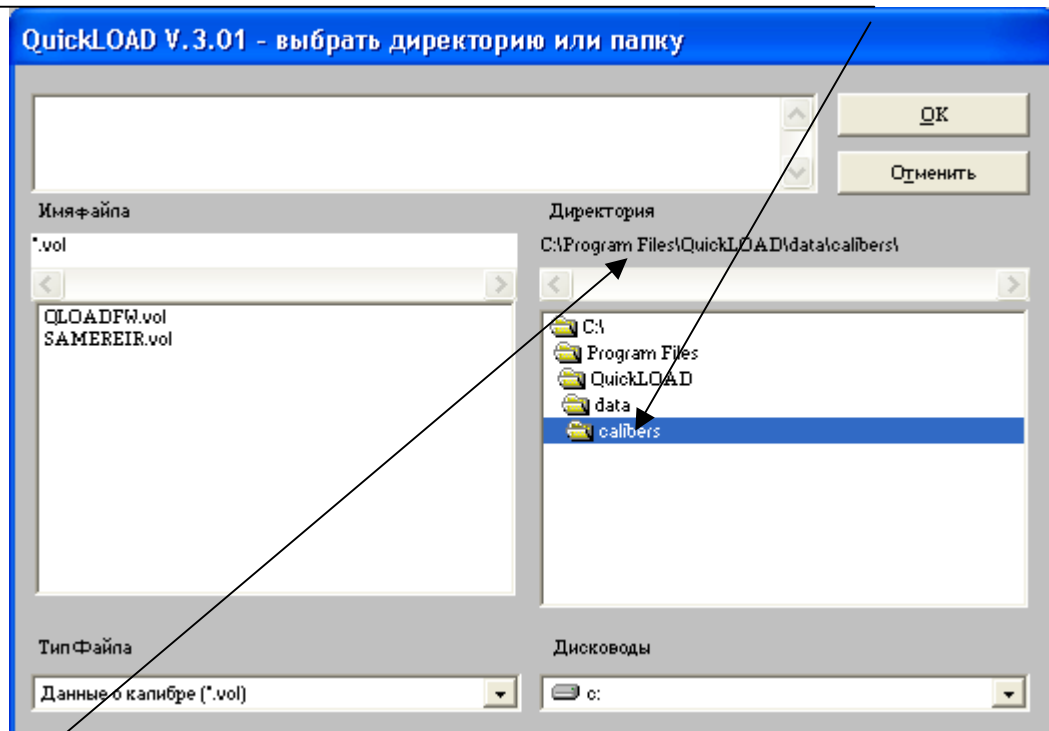 QuickLOAD V.3.01 - выбрать директорию или папку
OK
Отменить
Имяфайла
*.vol
QLOADFW.vol
SAMEREIR.vol
Директория
C:\Program Files\QuickLOAD\data\calibers\
C:\
Program Files
QuickLOAD
data
calibers
ТипФайла
Данные о калибре (*.vol)
Дисководы
c: